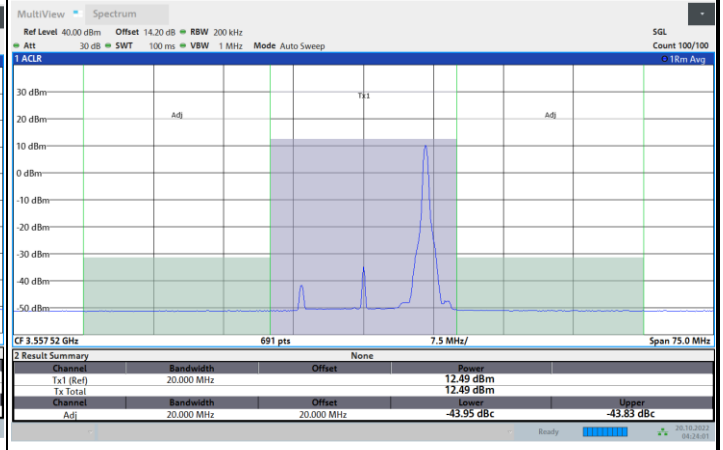 MultiView Spectrum
Ref Level 40.00 dBm Offset 14.20 dB RBW 200 kHz SGL
Att 30 dB SWT 100 ms VBW 1 MHz Mode Auto Sweep Count 100/100
1 ACLR 1Rm Avg
30 dBm
Tx1
20 dBm Adj Adj
10 dBm
0 dBm
-10 dBm
-20 dBm
-30 dBm
-40 dBm
-50 dBm
CF 3.557 52 GHz 691 pts 7.5 MHz/ Span 75.0 MHz
2 Result Summary None
Channel Bandwidth Offset Power
Tx1 (Ref) 20.000 MHz 12.49 dBm
Tx Total 12.49 dBm
Channel Bandwidth Offset Lower Upper
Adj 20.000 MHz 20.000 MHz -43.95 dBc -43.83 dBc
Ready 20.10.2022
04:24:01